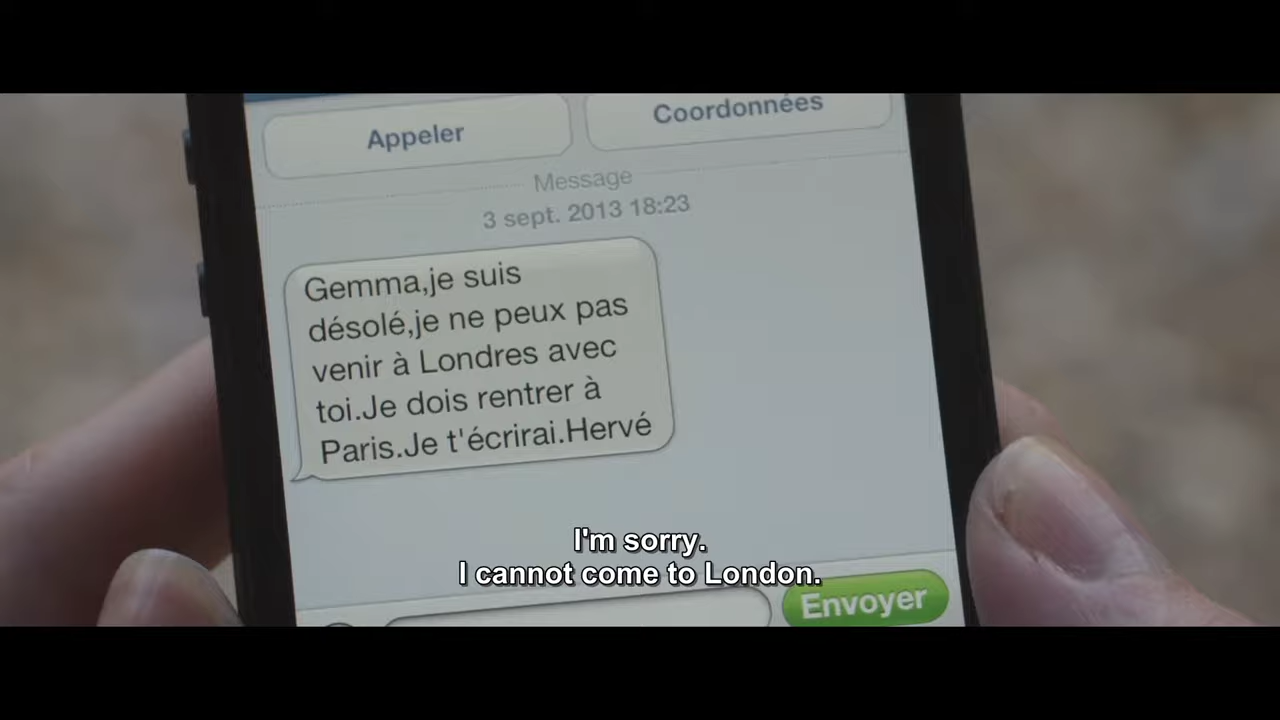 Appeler
Coordonnées
Message
3 sept. 2013 18:23
Gemma,je suis
désolé,je ne peux pas
venir à Londres avec
toi.Je dois rentrer à
Paris.Je t'écrirai.Hervé
I'm sorry.
I cannot come to London.
Envoyer